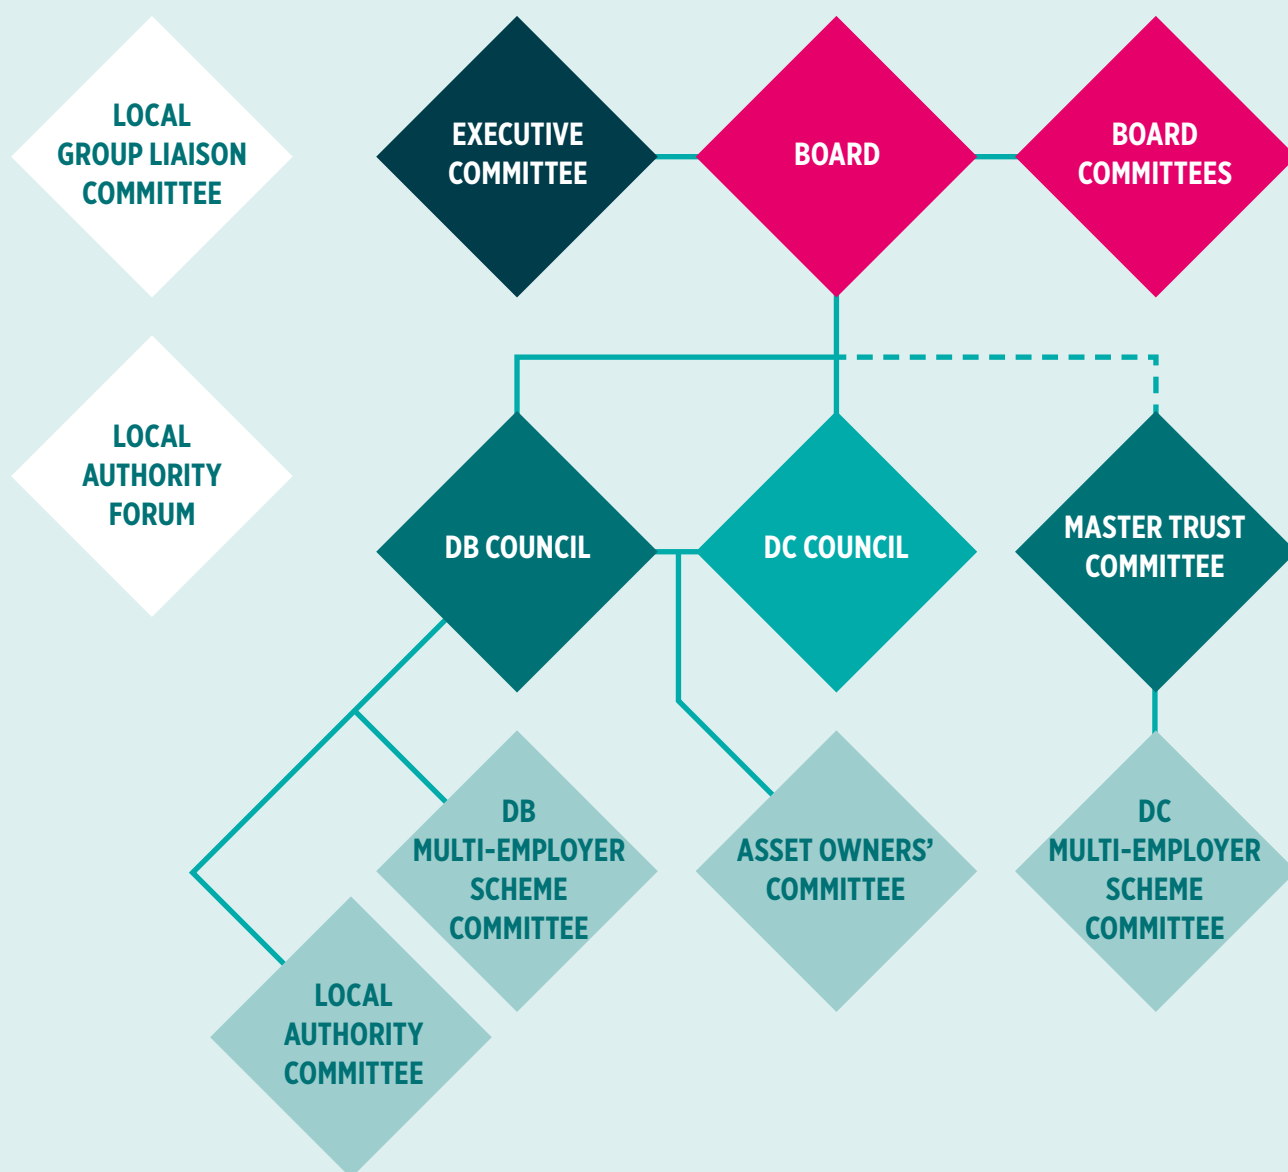 LOCAL
GROUP LIAISON
COMMITTEE
EXECUTIVE
COMMITTEE
BOARD
BOARD
COMMITTEES
LOCAL
AUTHORITY
FORUM
DB COUNCIL
DC COUNCIL
MASTER TRUST
COMMITTEE
DB
MULTI-EMPLOYER
SCHEME
COMMITTEE
ASSET OWNERS’
COMMITTEE
DC
MULTI-EMPLOYER
SCHEME
COMMITTEE
LOCAL
AUTHORITY
COMMITTEE